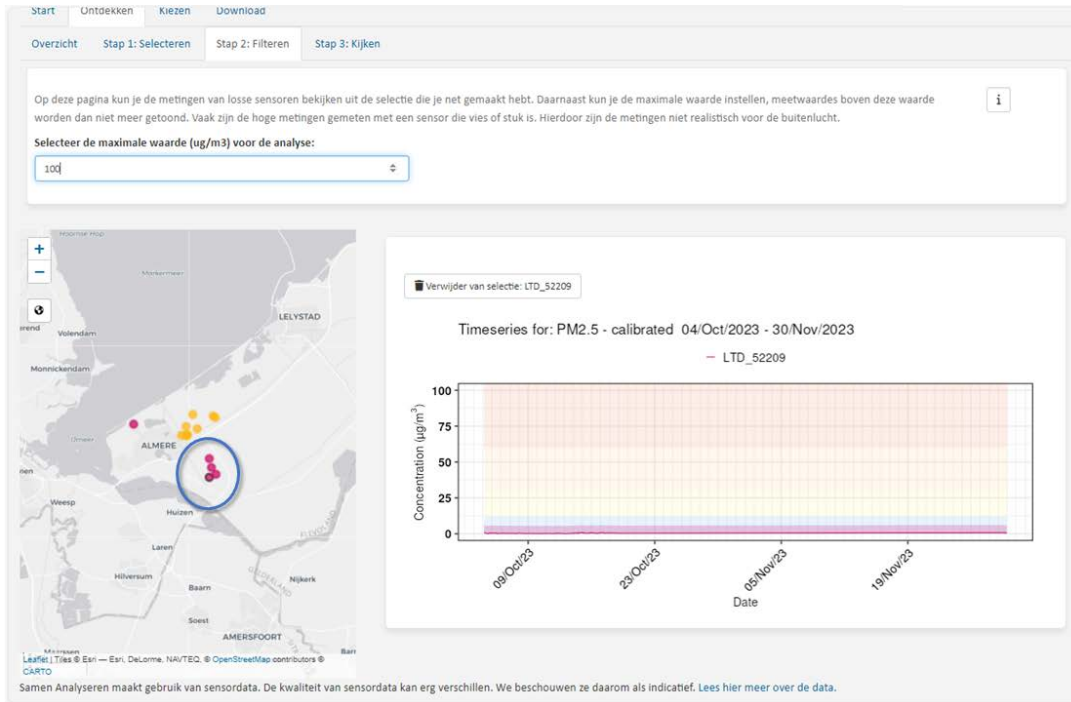 Start Ontdekken Kiezen Download
Overzicht Stap 1: Selecteren Stap 2: Filteren Stap 3: Kijken
Op deze pagina kun je de metingen van losse sensoren bekijken uit de selectie die je net gemaakt hebt. Daarnaast kun je de maximale waarde instellen, meetwaardes boven deze waarde
worden dan niet meer getoond. Vaak zijn de hoge metingen gemeten met een sensor die vies of stuk is. Hierdoor zijn de metingen niet realistisch voor de buitenlucht.
i
Selecteer de maximale waarde (ug/m3) voor de analyse:
100
+
−
Hoornse Hop
Markermeer
LELYSTAD
Volendam
Monnickendam
ALMERE
Weesp
Huizen
FLEVOLAND
Laren
Hilversum
GELDERLAND
Nijkerk
Baarn
Soest
AMERSFOORT
Maarssen
Leaflet | Tiles © Esri — Esri, DeLorme, NAVTEQ, © OpenStreetMap contributors ©
CARTO
Verwijder van selectie: LTD_52209
Timeseries for: PM2.5 - calibrated 04/Oct/2023 - 30/Nov/2023
LTD_52209
Concentration (µg/m³)
100
75
50
25
0
09/Oct/23 23/Oct/23 05/Nov/23 19/Nov/23
Date
Samen Analyseren maakt gebruik van sensordata. De kwaliteit van sensordata kan erg verschillen. We beschouwen ze daarom als indicatief. Lees hier meer over de data.